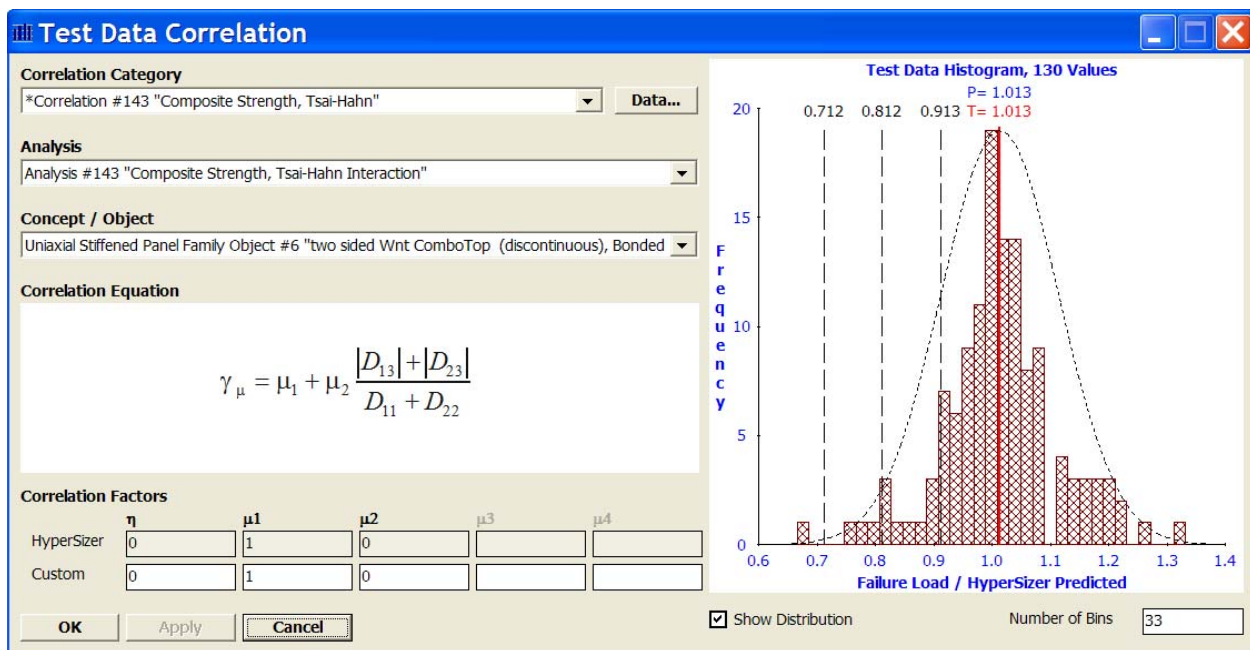 Test Data Correlation
Correlation Category
*Correlation #143 "Composite Strength, Tsai-Hahn"
Data...
Analysis
Analysis #143 "Composite Strength, Tsai-Hahn Interaction"
Concept / Object
Uniaxial Stiffened Panel Family Object #6 "two sided Wnt ComboTop (discontinuous), Bonded
Correlation Equation
γ μ = μ1 + μ2 |D13| + |D23| / D11 + D22
Correlation Factors
η μ1 μ2 μ3 μ4
HyperSizer 0 1 0
Custom 0 1 0
OK Apply Cancel
Test Data Histogram, 130 Values
P= 1.013
0.712 0.812 0.913 T= 1.013
20
15
10
5
0
Frequency
0.6 0.7 0.8 0.9 1.0 1.1 1.2 1.3 1.4
Failure Load / HyperSizer Predicted
Show Distribution
Number of Bins 33